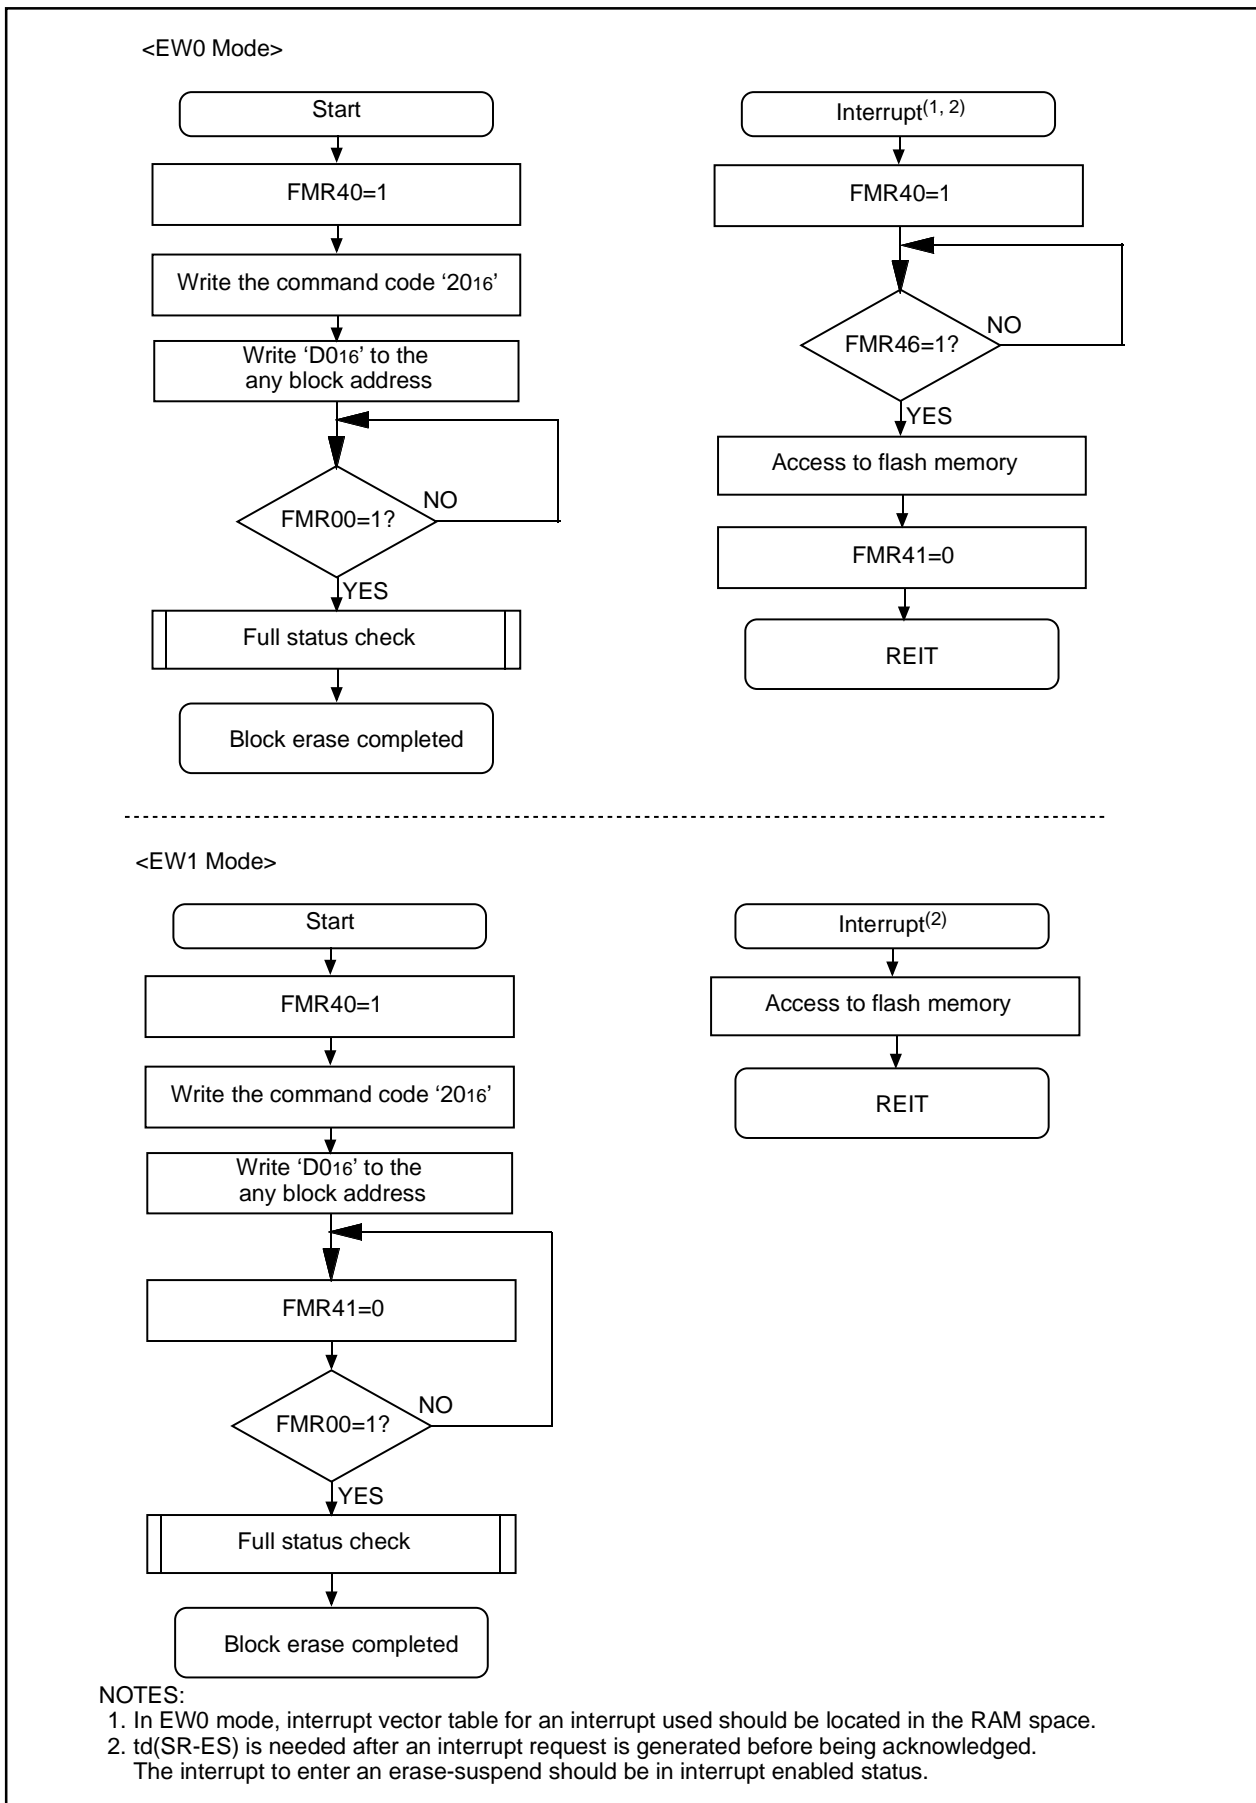 <EW0 Mode>
Start
FMR40=1
Write the command code ‘2016’
Write ‘D016’ to the
any block address
FMR00=1?
NO
YES
Full status check
Block erase completed
Interrupt(1, 2)
FMR40=1
FMR46=1?
NO
YES
Access to flash memory
FMR41=0
REIT
<EW1 Mode>
Start
FMR40=1
Write the command code ‘2016’
Write ‘D016’ to the
any block address
FMR41=0
FMR00=1?
NO
YES
Full status check
Block erase completed
Interrupt(2)
Access to flash memory
REIT
NOTES:
1. In EW0 mode, interrupt vector table for an interrupt used should be located in the RAM space.
2. td(SR-ES) is needed after an interrupt request is generated before being acknowledged.
The interrupt to enter an erase-suspend should be in interrupt enabled status.